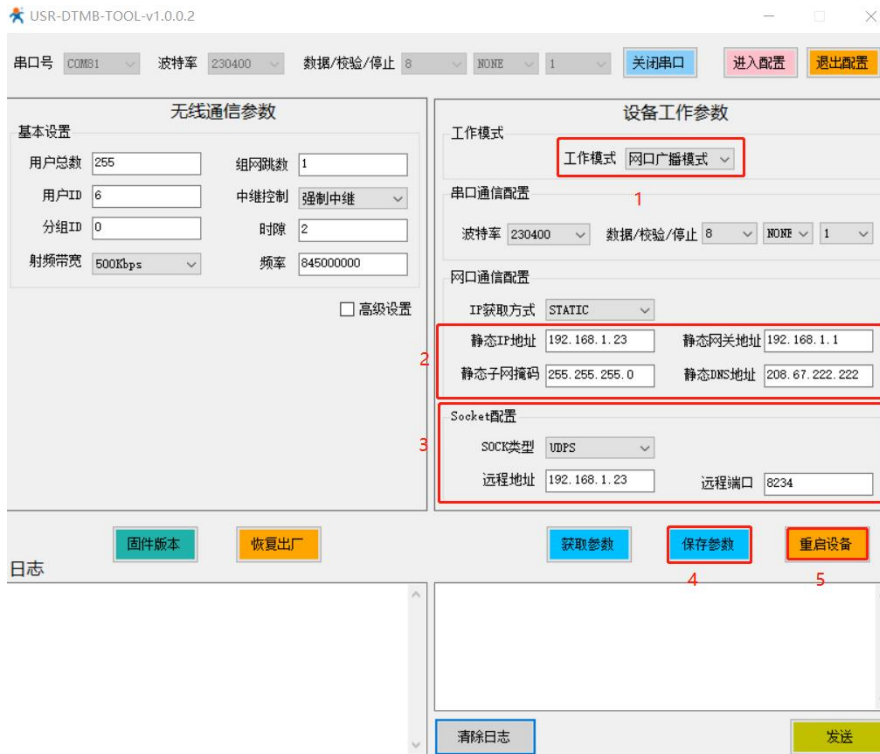 USR-DTMB-TOOL-v1.0.0.2
串口号 COM81 波特率 230400 数据/校验/停止 8 NONE 1 关闭串口 进入配置 退出配置
无线通信参数
基本设置
用户总数 255 组网跳数 1
用户ID 6 中继控制 强制中继
分组ID 0 时隙 2
射频带宽 500Kbps 频率 845000000
高级设置
设备工作参数
工作模式
工作模式 网口广播模式
1
串口通信配置
波特率 230400 数据/校验/停止 8 NONE 1
网口通信配置
IP获取方式 STATIC
2
静态IP地址 192.168.1.23 静态网关地址 192.168.1.1
静态子网掩码 255.255.255.0 静态DNS地址 208.67.222.222
Socket配置
3
SOCK类型 UDPS
远程地址 192.168.1.23 远程端口 8234
固件版本 恢复出厂 获取参数 保存参数 重启设备
4 5
日志
清除日志 发送